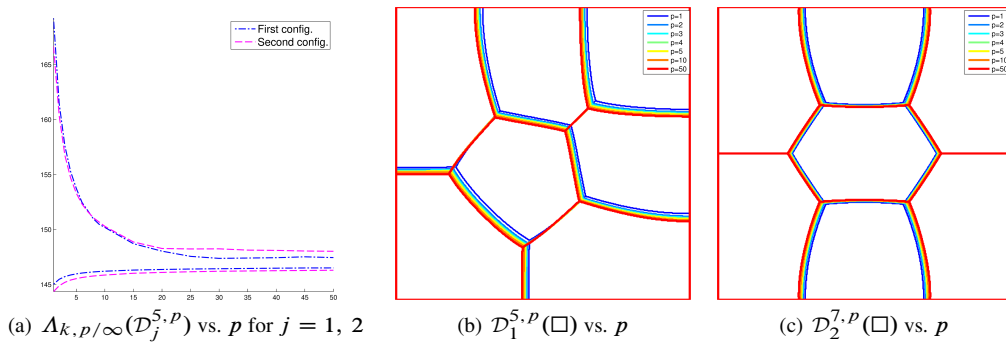 First config.
Second config.
165
160
155
150
145
5 10 15 20 25 30 35 40 45 50
p=1
p=2
p=3
p=4
p=5
p=10
p=50
p=1
p=2
p=3
p=4
p=5
p=10
p=50
(a) Λ_{k, p/∞}(𝒟_j^{5, p}) vs. p for j = 1, 2
(b) 𝒟_1^{5, p}(□) vs. p
(c) 𝒟_2^{7, p}(□) vs. p